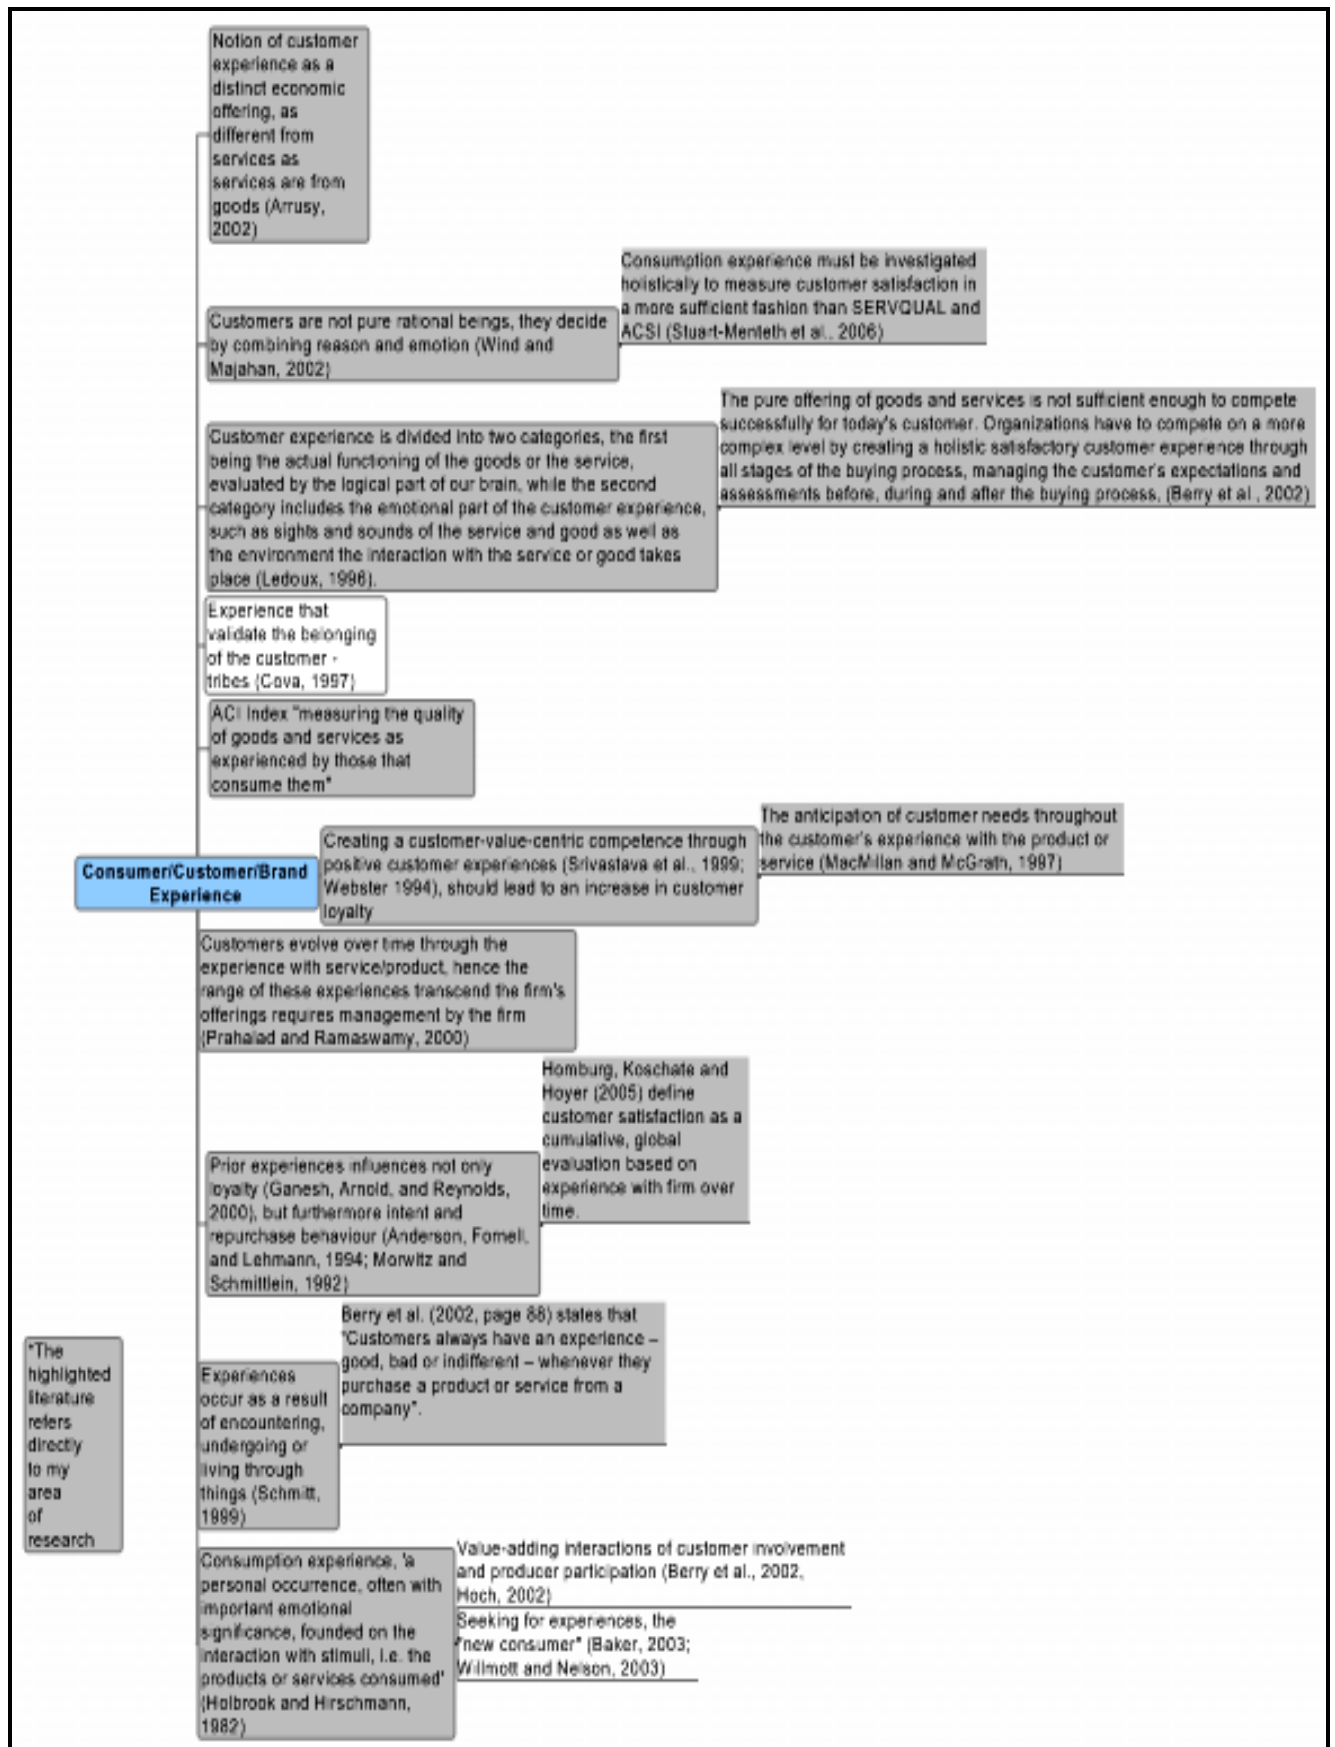 Notion of customer
experience as a
distinct economic
offering, as
different from
services as
services are from
goods (Arrusy,
2002)
Consumption experience must be investigated
holistically to measure customer satisfaction in
a more sufficient fashion than SERVQUAL and
ACSI (Stuart-Menteth et al., 2006)
Customers are not pure rational beings, they decide
by combining reason and emotion (Wind and
Majahan, 2002)
The pure offering of goods and services is not sufficient enough to compete
successfully for today's customer. Organizations have to compete on a more
complex level by creating a holistic satisfactory customer experience through
all stages of the buying process, managing the customer's expectations and
assessments before, during and after the buying process, (Berry et al., 2002)
Customer experience is divided into two categories, the first
being the actual functioning of the goods or the service,
evaluated by the logical part of our brain, while the second
category includes the emotional part of the customer experience,
such as sights and sounds of the service and good as well as
the environment the interaction with the service or good takes
place (Ledoux, 1996).
Experience that
validate the belonging
of the customer -
tribes (Cova, 1997)
ACI Index "measuring the quality
of goods and services as
experienced by those that
consume them"
Consumer/Customer/Brand
Experience
Creating a customer-value-centric competence through
positive customer experiences (Srivastava et al., 1999;
Webster 1994), should lead to an increase in customer
loyalty
The anticipation of customer needs throughout
the customer's experience with the product or
service (MacMillan and McGrath, 1997)
Customers evolve over time through the
experience with service/product, hence the
range of these experiences transcend the firm's
offerings requires management by the firm
(Prahalad and Ramaswamy, 2000)
Homburg, Koschate and
Hoyer (2005) define
customer satisfaction as a
cumulative, global
evaluation based on
experience with firm over
time.
Prior experiences influences not only
loyalty (Ganesh, Arnold, and Reynolds,
2000), but furthermore intent and
repurchase behaviour (Anderson, Fornell,
and Lehmann, 1994; Morwitz and
Schmittlein, 1992)
Berry et al. (2002, page 88) states that
"Customers always have an experience –
good, bad or indifferent – whenever they
purchase a product or service from a
company".
Experiences
occur as a result
of encountering,
undergoing or
living through
things (Schmitt,
1999)
"The
highlighted
literature
refers
directly
to my
area
of
research
Consumption experience, 'a
personal occurrence, often with
important emotional
significance, founded on the
interaction with stimuli, i.e. the
products or services consumed'
(Holbrook and Hirschmann,
1982)
Value-adding interactions of customer involvement
and producer participation (Berry et al., 2002,
Hoch, 2002)
Seeking for experiences, the
"new consumer" (Baker, 2003;
Willmott and Nelson, 2003)